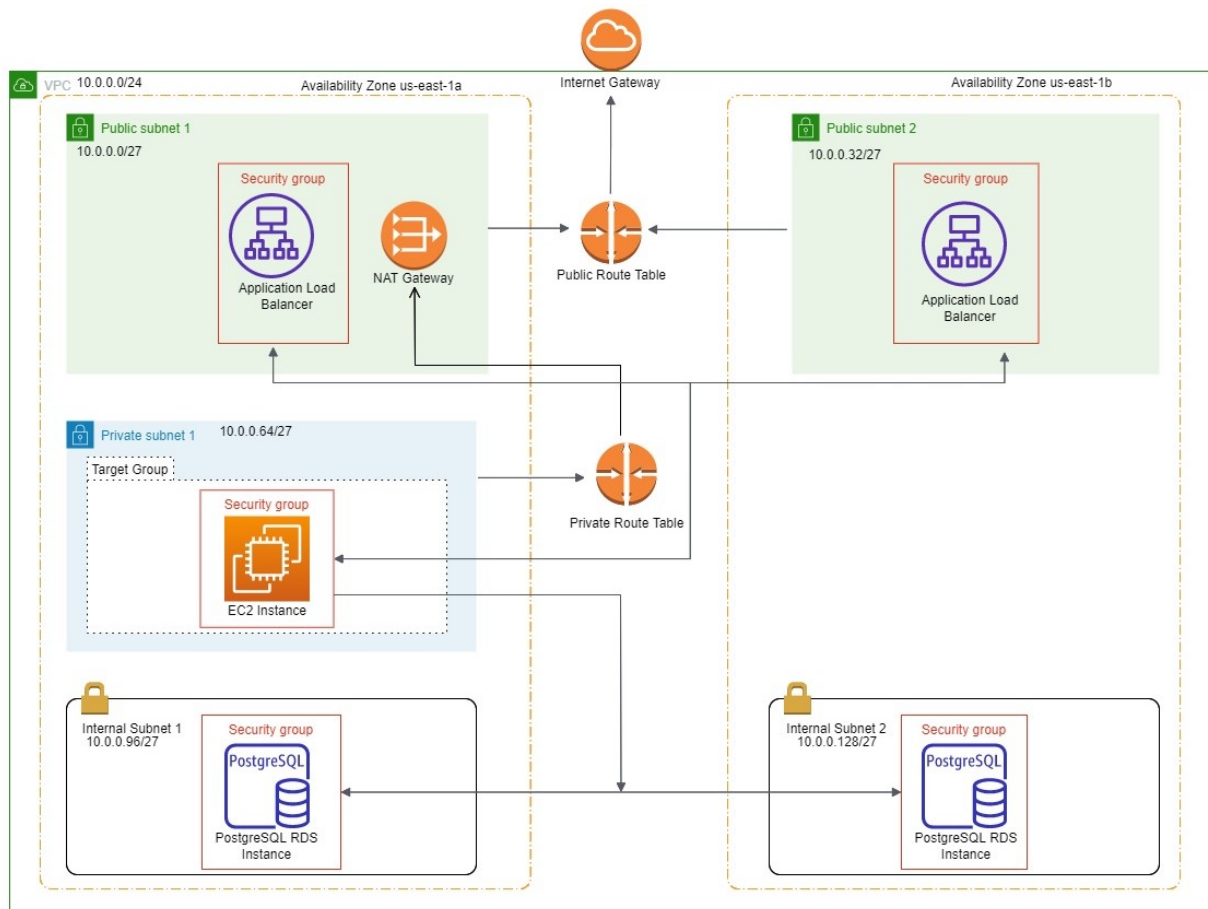 Internet Gateway
VPC 10.0.0.0/24
Availability Zone us-east-1a
Availability Zone us-east-1b
Public subnet 1
10.0.0.0/27
Security group
Application Load
Balancer
NAT Gateway
Public Route Table
Public subnet 2
10.0.0.32/27
Security group
Application Load
Balancer
Private subnet 1
10.0.0.64/27
Target Group
Security group
EC2 Instance
Private Route Table
Internal Subnet 1
10.0.0.96/27
Security group
PostgreSQL
PostgreSQL RDS
Instance
Internal Subnet 2
10.0.0.128/27
Security group
PostgreSQL
PostgreSQL RDS
Instance